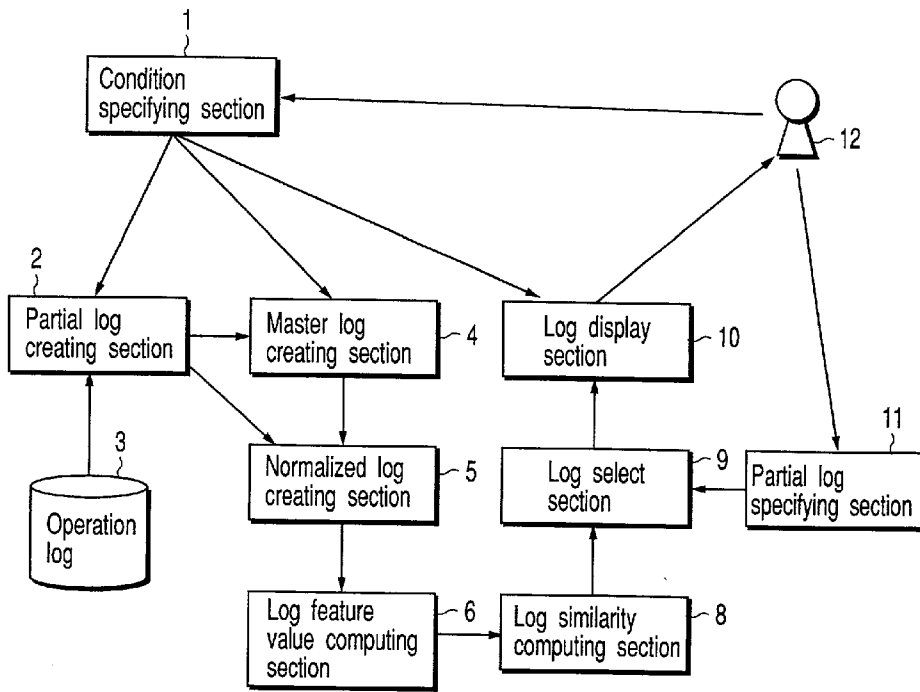 1
Condition
specifying section
12
2
Partial log
creating section
Master log
creating section
4
Log display
section
10
3
Operation
log
Normalized log
creating section
5
Log select
section
9
11
Partial log
specifying section
Log feature
value computing
section
6
Log similarity
computing section
8